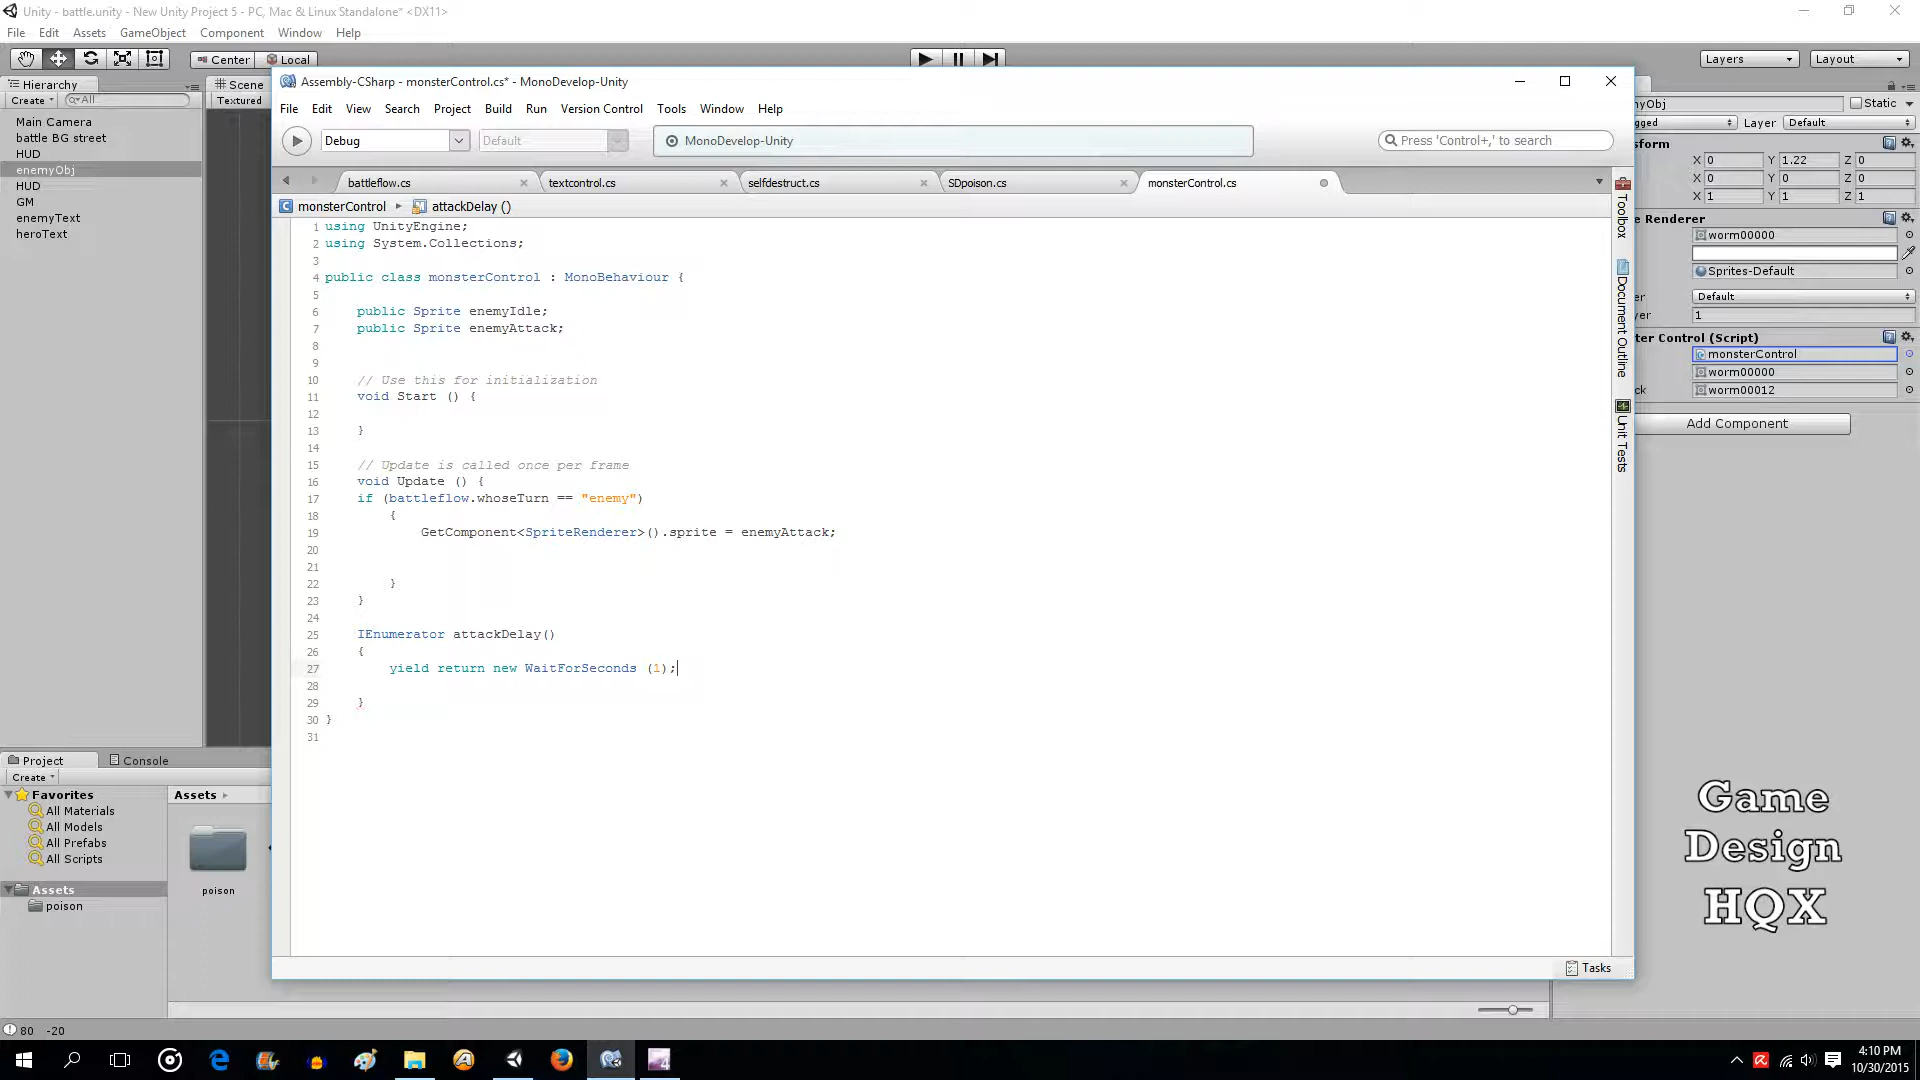 Unity - battle.unity - New Unity Project 5 - PC, Mac & Linux Standalone* <DX11>
File Edit Assets GameObject Component Window Help
Center Local
Layers Layout
Hierarchy
Create All
Main Camera
battle BG street
HUD
enemyObj
HUD
GM
enemyText
heroText
Scene
Textured
Assembly-CSharp - monsterControl.cs* - MonoDevelop-Unity
File Edit View Search Project Build Run Version Control Tools Window Help
Debug Default MonoDevelop-Unity Press 'Control+,' to search
battleflow.cs textcontrol.cs selfdestruct.cs SDpoison.cs monsterControl.cs
monsterControl attackDelay ()
1 using UnityEngine;
2 using System.Collections;
3
4 public class monsterControl : MonoBehaviour {
5
6 public Sprite enemyIdle;
7 public Sprite enemyAttack;
8
9
10 // Use this for initialization
11 void Start () {
12
13 }
14
15 // Update is called once per frame
16 void Update () {
17 if (battleflow.whoseTurn == "enemy")
18 {
19 GetComponent<SpriteRenderer>().sprite = enemyAttack;
20
21
22 }
23 }
24
25 IEnumerator attackDelay()
26 {
27 yield return new WaitForSeconds (1);
28
29 }
30 }
31
Toolbox
Document Outline
Unit Tests
Tasks
yObj Static
gged Layer Default
sform
X 0 Y 1.22 Z 0
X 0 Y 0 Z 0
X 1 Y 1 Z 1
e Renderer
worm00000
Sprites-Default
er Default
yer 1
ter Control (Script)
monsterControl
worm00000
ck worm00012
Add Component
Project Console
Create
Favorites
All Materials
All Models
All Prefabs
All Scripts
Assets
poison
Assets
poison
Game
Design
HQX
80 -20
4:10 PM
10/30/2015